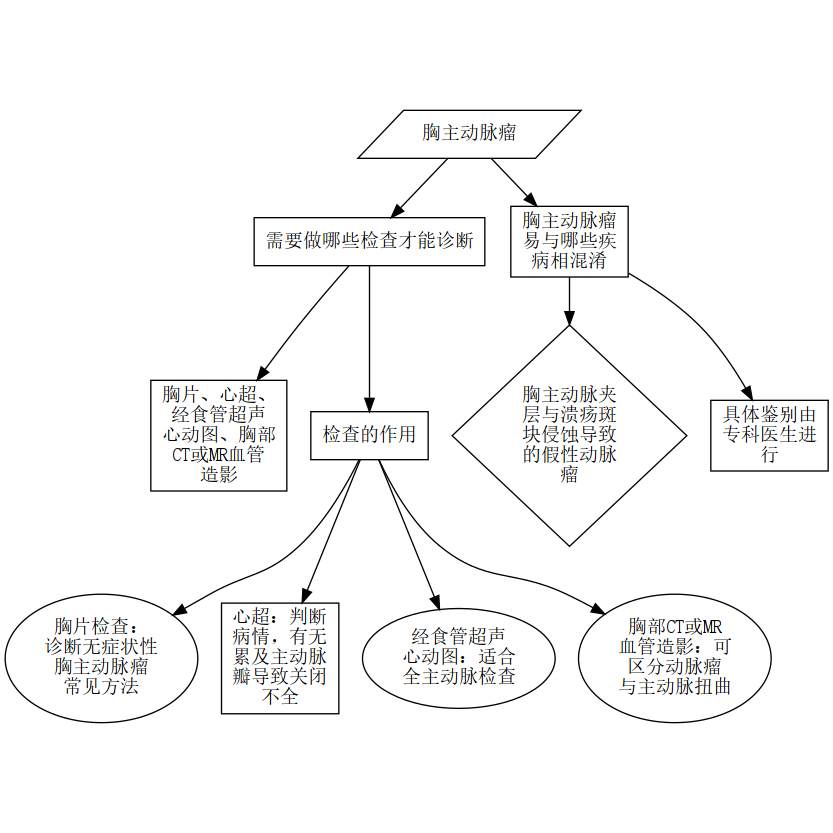 胸主动脉瘤
需要做哪些检查才能诊断
胸主动脉瘤
易与哪些疾
病相混淆
胸片、心超、
经食管超声
心动图、胸部
CT或MR血管
造影
检查的作用
胸主动脉夹
层与溃疡斑
块侵蚀导致
的假性动脉
瘤
具体鉴别由
专科医生进
行
胸片检查：
诊断无症状性
胸主动脉瘤
常见方法
心超：判断
病情，有无
累及主动脉
瓣导致关闭
不全
经食管超声
心动图：适合
全主动脉检查
胸部CT或MR
血管造影：可
区分动脉瘤
与主动脉扭曲